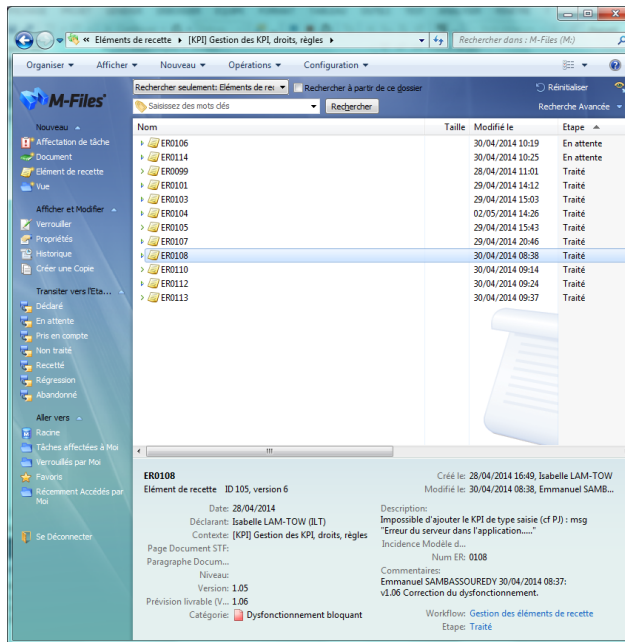 « Eléments de recette ▸ [KPI] Gestion des KPI, droits, règles ▸
Rechercher dans : M-Files (M:)
Organiser Afficher Nouveau Opérations Configuration
Rechercher seulement: Eléments de rec Rechercher à partir de ce dossier Réinitialiser
M-Files
Saisissez des mots clés Rechercher Recherche Avancée
Nom Taille Modifié le Etape
ER0106 30/04/2014 10:19 En attente
ER0114 30/04/2014 10:25 En attente
ER0099 28/04/2014 11:01 Traité
ER0101 29/04/2014 14:12 Traité
ER0103 29/04/2014 15:03 Traité
ER0104 02/05/2014 14:26 Traité
ER0105 29/04/2014 15:43 Traité
ER0107 29/04/2014 20:46 Traité
ER0108 30/04/2014 08:38 Traité
ER0110 30/04/2014 09:14 Traité
ER0112 30/04/2014 09:24 Traité
ER0113 30/04/2014 09:37 Traité
Nouveau
Affectation de tâche
Document
Elément de recette
Vue
Afficher et Modifier
Verrouiller
Propriétés
Historique
Créer une Copie
Transiter vers l'Eta...
Déclaré
En attente
Pris en compte
Non traité
Recetté
Régression
Abandonné
Aller vers
Racine
Tâches affectées à Moi
Verrouillés par Moi
Favoris
Récemment Accédés par
Moi
Se Déconnecter
ER0108
Elément de recette ID 105, version 6
Créé le: 28/04/2014 16:49, Isabelle LAM-TOW
Modifié le: 30/04/2014 08:38, Emmanuel SAMB...
Date: 28/04/2014
Déclarant: Isabelle LAM-TOW (ILT)
Contexte: [KPI] Gestion des KPI, droits, règles
Page Document STF:
Paragraphe Docum...
Niveau:
Version: 1.05
Prévision livrable (V... 1.06
Catégorie: Dysfonctionnement bloquant
Description:
Impossible d'ajouter le KPI de type saisie (cf PJ) : msg
"Erreur du serveur dans l'application....."
Incidence Modèle d...
Num ER: 0108
Commentaires:
Emmanuel SAMBASSOUREDY 30/04/2014 08:37:
v1.06 Correction du dysfonctionnement.
Workflow: Gestion des éléments de recette
Etape: Traité